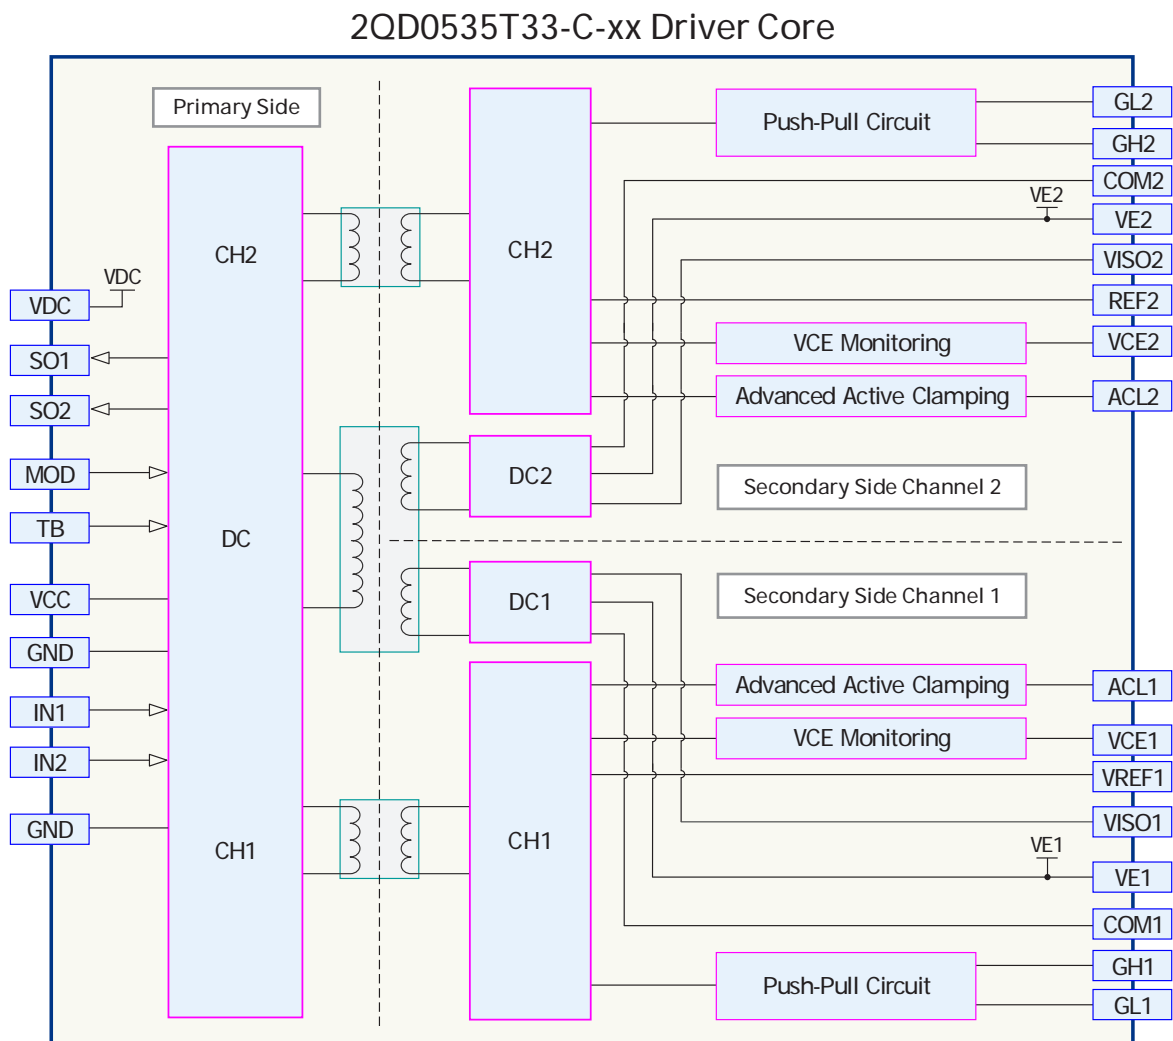 2QD0535T33-C-xx Driver Core
Primary Side
CH2
DC
CH1
VDC
VDC
SO1
SO2
MOD
TB
VCC
GND
IN1
IN2
GND
CH2
DC2
DC1
CH1
Push-Pull Circuit
VE2
VCE Monitoring
Advanced Active Clamping
Secondary Side Channel 2
Secondary Side Channel 1
Advanced Active Clamping
VCE Monitoring
VE1
Push-Pull Circuit
GL2
GH2
COM2
VE2
VISO2
REF2
VCE2
ACL2
ACL1
VCE1
VREF1
VISO1
VE1
COM1
GH1
GL1